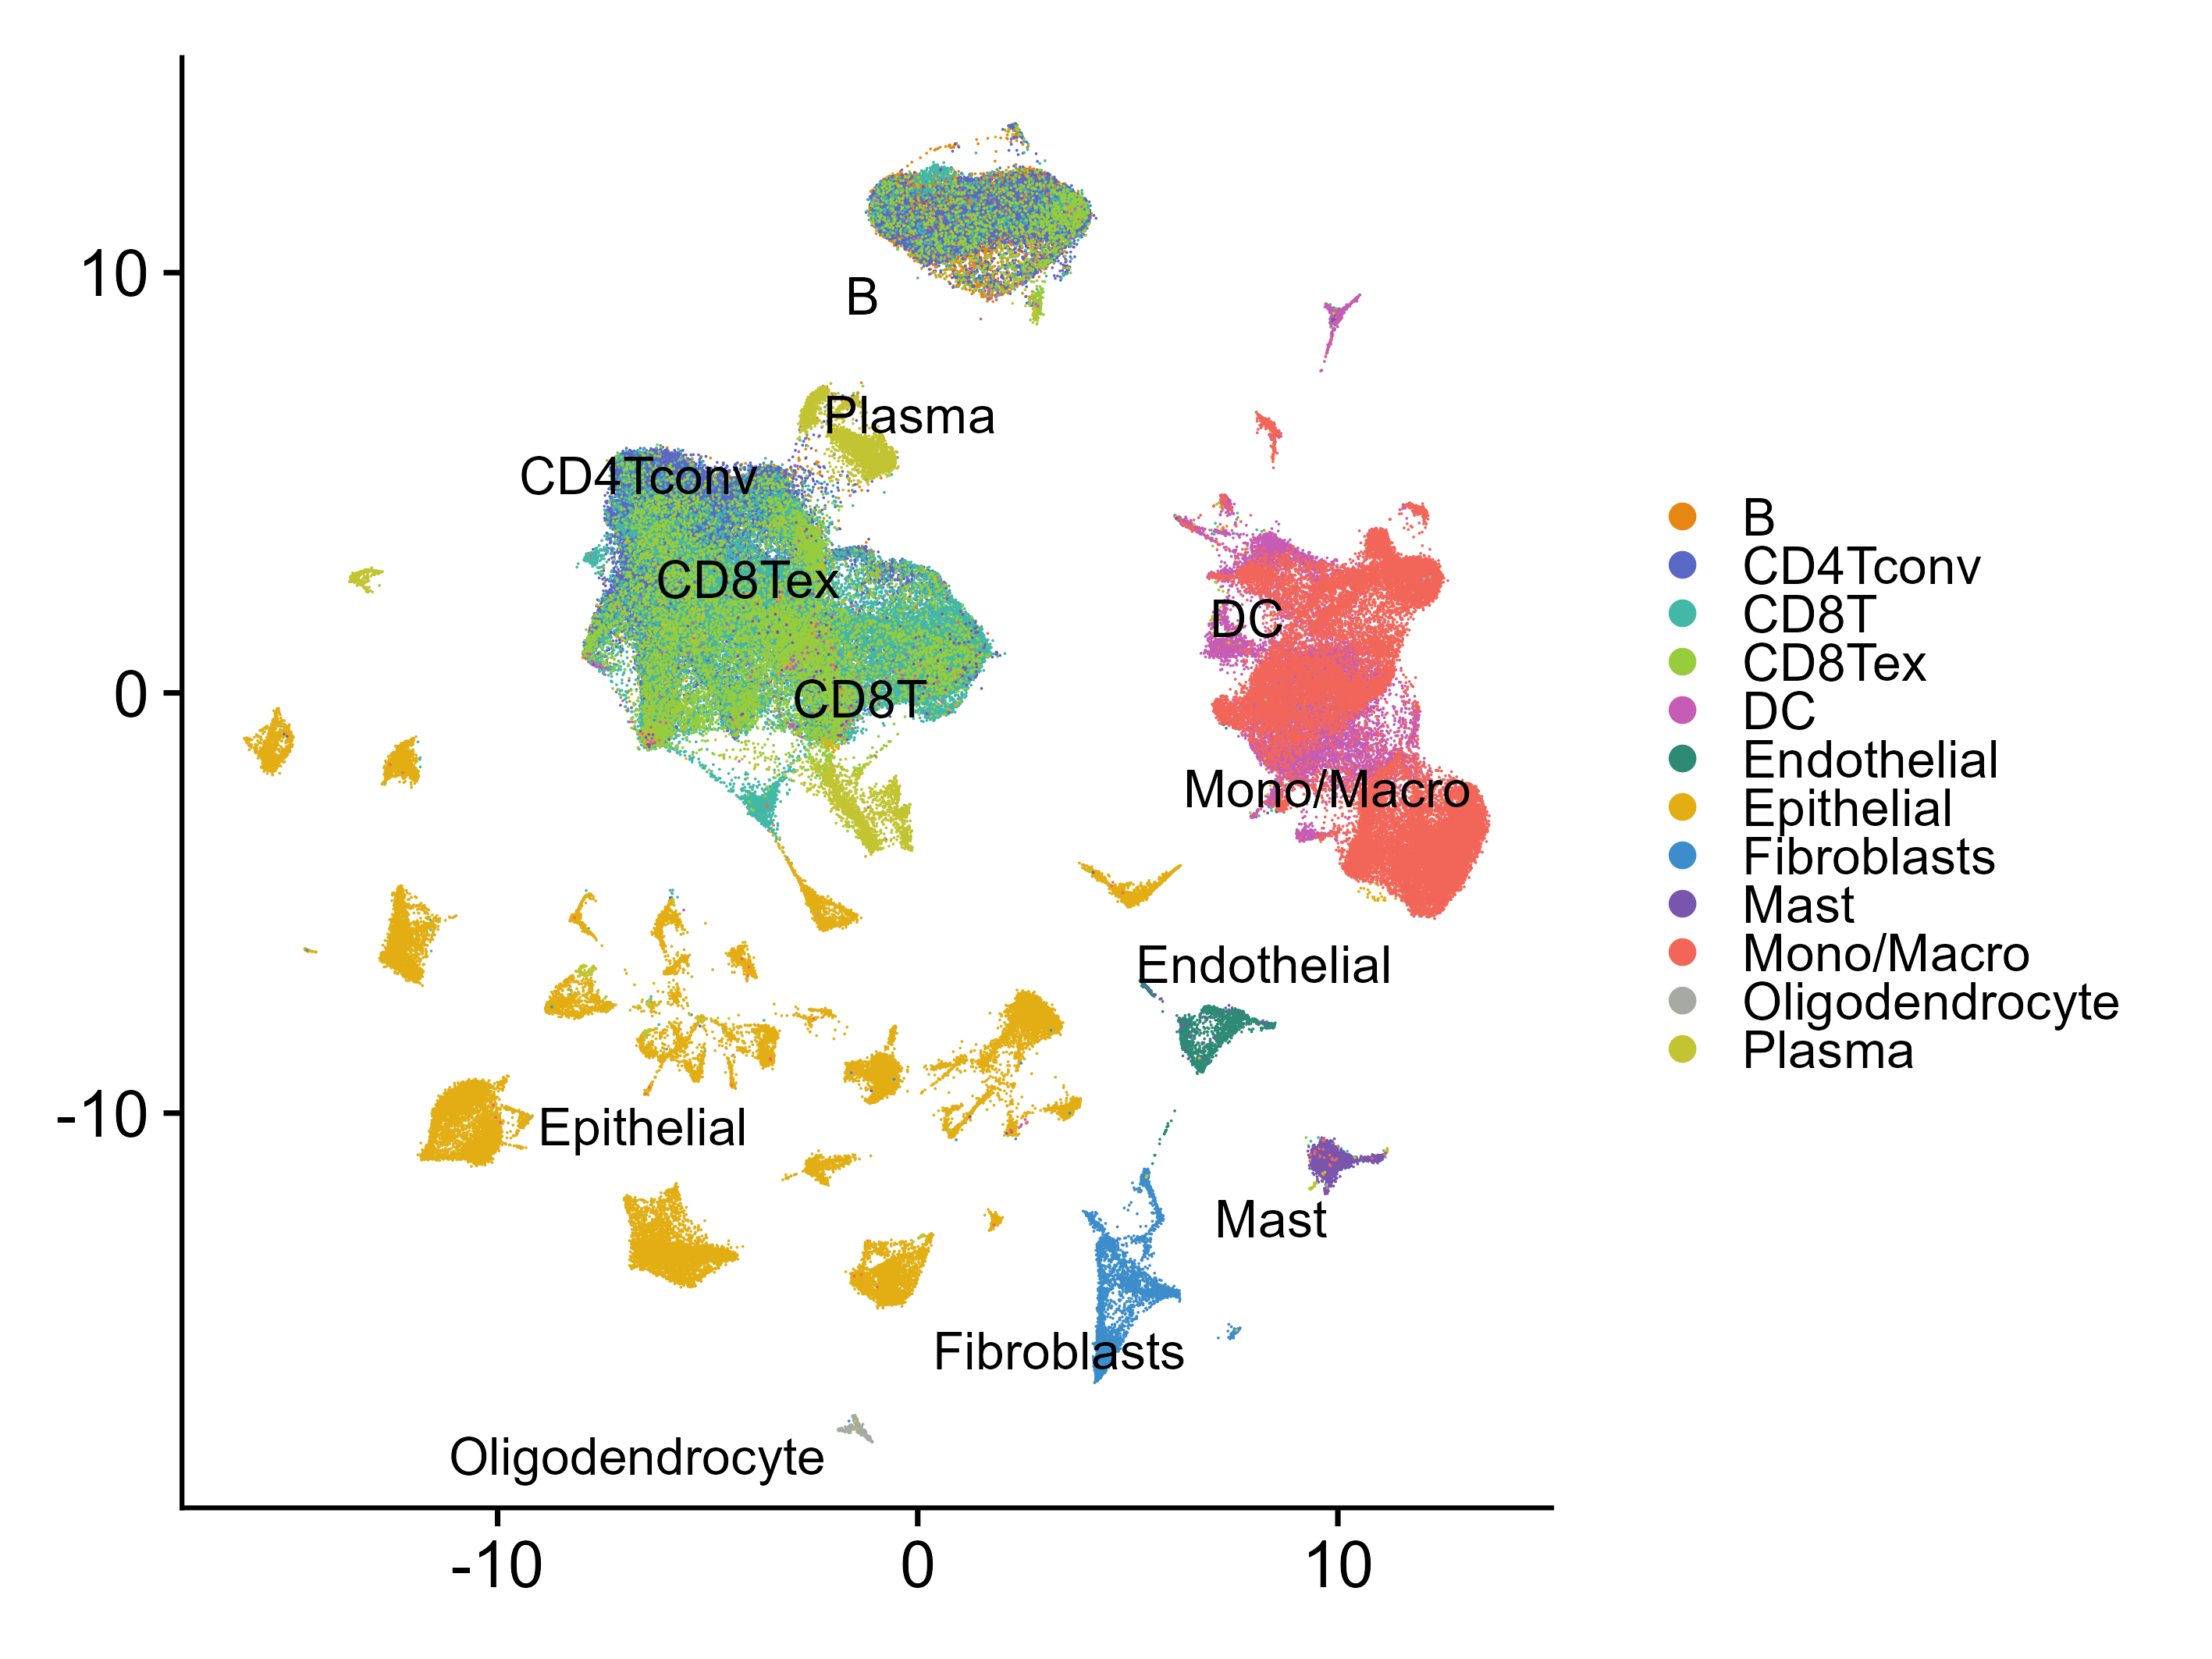 10
0
-10
-10
0
10
B
Plasma
CD4Tconv
CD8Tex
CD8T
DC
Mono/Macro
Endothelial
Epithelial
Mast
Fibroblasts
Oligodendrocyte
B
CD4Tconv
CD8T
CD8Tex
DC
Endothelial
Epithelial
Fibroblasts
Mast
Mono/Macro
Oligodendrocyte
Plasma